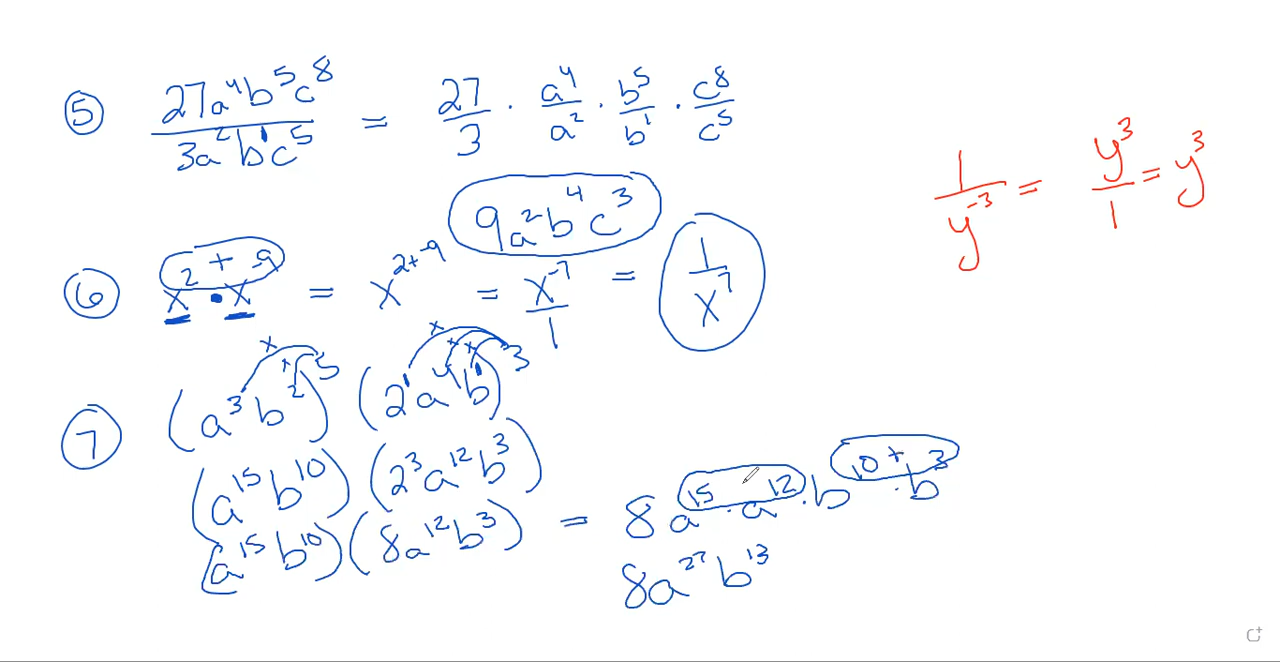 ⑤ 27a⁴b⁵c⁸ / 3a²b¹c⁵ = 27/3 · a⁴/a² · b⁵/b¹ · c⁸/c⁵
9a²b⁴c³
1/y⁻³ = y³/1 = y³
⑥ x² · x⁻⁹ + = x²⁺⁻⁹ = x⁻⁷/1 = 1/x⁷
⑦ (a³b²)⁵ (2¹a⁴b¹)³ x x x x x
(a¹⁵b¹⁰)(2³a¹²b³)
(a¹⁵b¹⁰)(8a¹²b³) = 8a¹⁵ · a¹² · b¹⁰ + · b³
8a²⁷b¹³